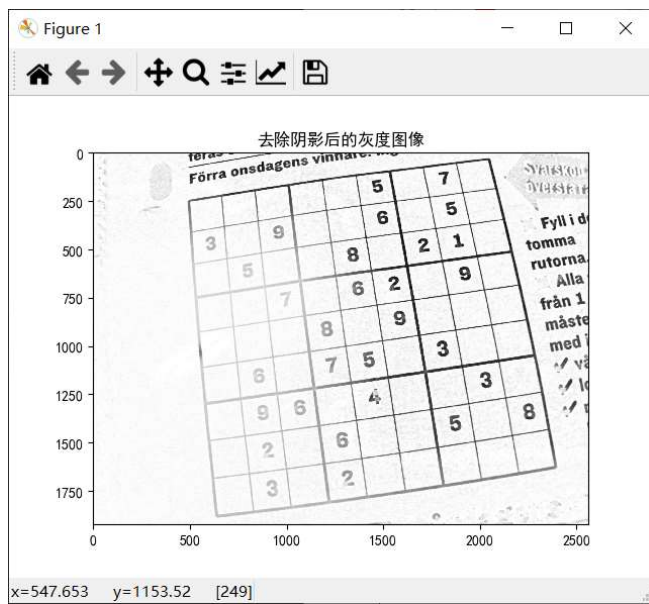 Figure 1
去除阴影后的灰度图像
0
250
500
750
1000
1250
1500
1750
0 500 1000 1500 2000 2500
feras
Förra onsdagens vinnare:
5 7
3 9 6 5
5 8 2 1
7 6 2 9
8 9
6 7 5 3
9 6 4 3
2 6 5 8
3 2
Fyll i
tomma
rutorna.
Alla
från 1
måste
med i
x=547.653 y=1153.52 [249]